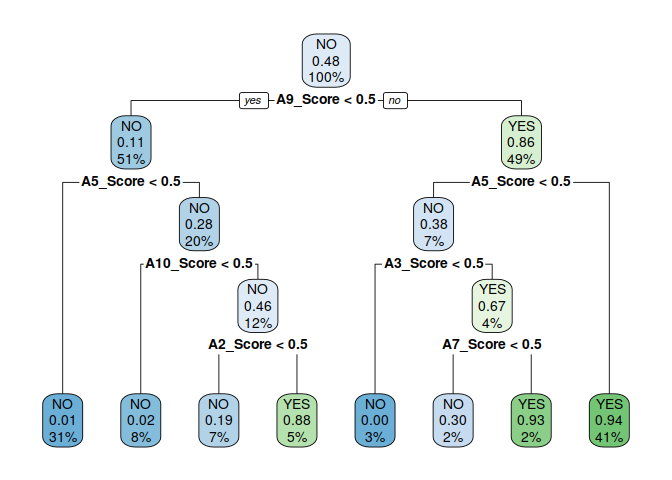 NO
0.48
100%
yes A9_Score < 0.5 no
NO
0.11
51%
YES
0.86
49%
A5_Score < 0.5
A5_Score < 0.5
NO
0.28
20%
NO
0.38
7%
A10_Score < 0.5
A3_Score < 0.5
NO
0.46
12%
YES
0.67
4%
A2_Score < 0.5
A7_Score < 0.5
NO
0.01
31%
NO
0.02
8%
NO
0.19
7%
YES
0.88
5%
NO
0.00
3%
NO
0.30
2%
YES
0.93
2%
YES
0.94
41%